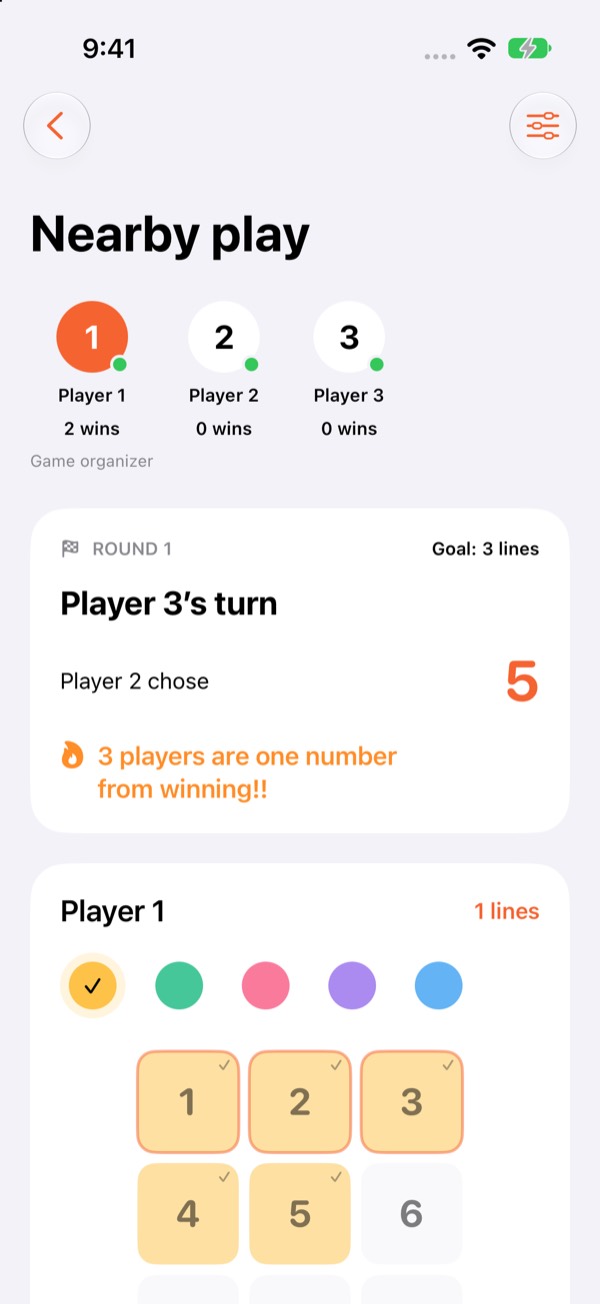 9:41
Nearby play
1
2
3
Player 1
Player 2
Player 3
2 wins
0 wins
0 wins
Game organizer
ROUND 1
Goal: 3 lines
Player 3’s turn
Player 2 chose
5
3 players are one number
from winning!!
Player 1
1 lines
1
2
3
4
5
6